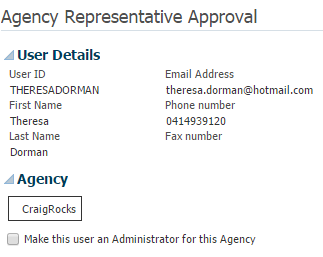 Agency Representative Approval
User Details
User ID Email Address
THERESADORMAN theresa.dorman@hotmail.com
First Name Phone number
Theresa 0414939120
Last Name Fax number
Dorman
Agency
CraigRocks
Make this user an Administrator for this Agency